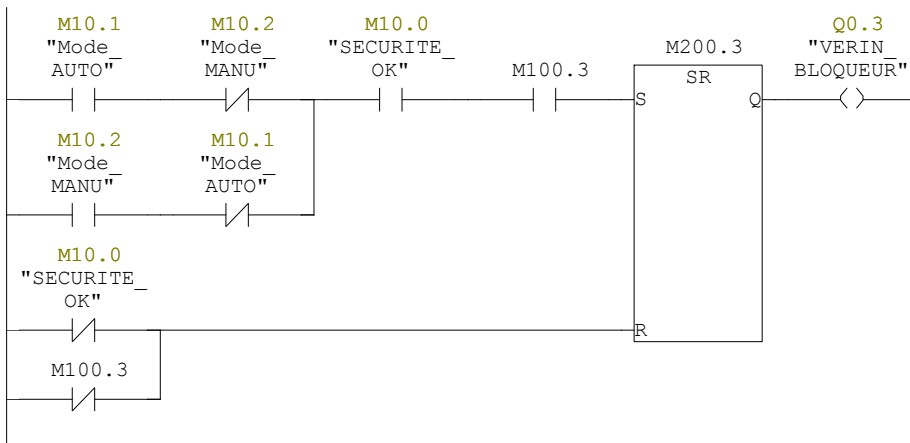 M10.1 M10.2 M10.0 Q0.3
"Mode_ "Mode_ "SECURITE_ M200.3 "VERIN_
AUTO" MANU" OK" M100.3 BLOQUEUR"
SR
S Q
M10.2 M10.1
"Mode_ "Mode_
MANU" AUTO"
M10.0
"SECURITE_
OK"
R
M100.3